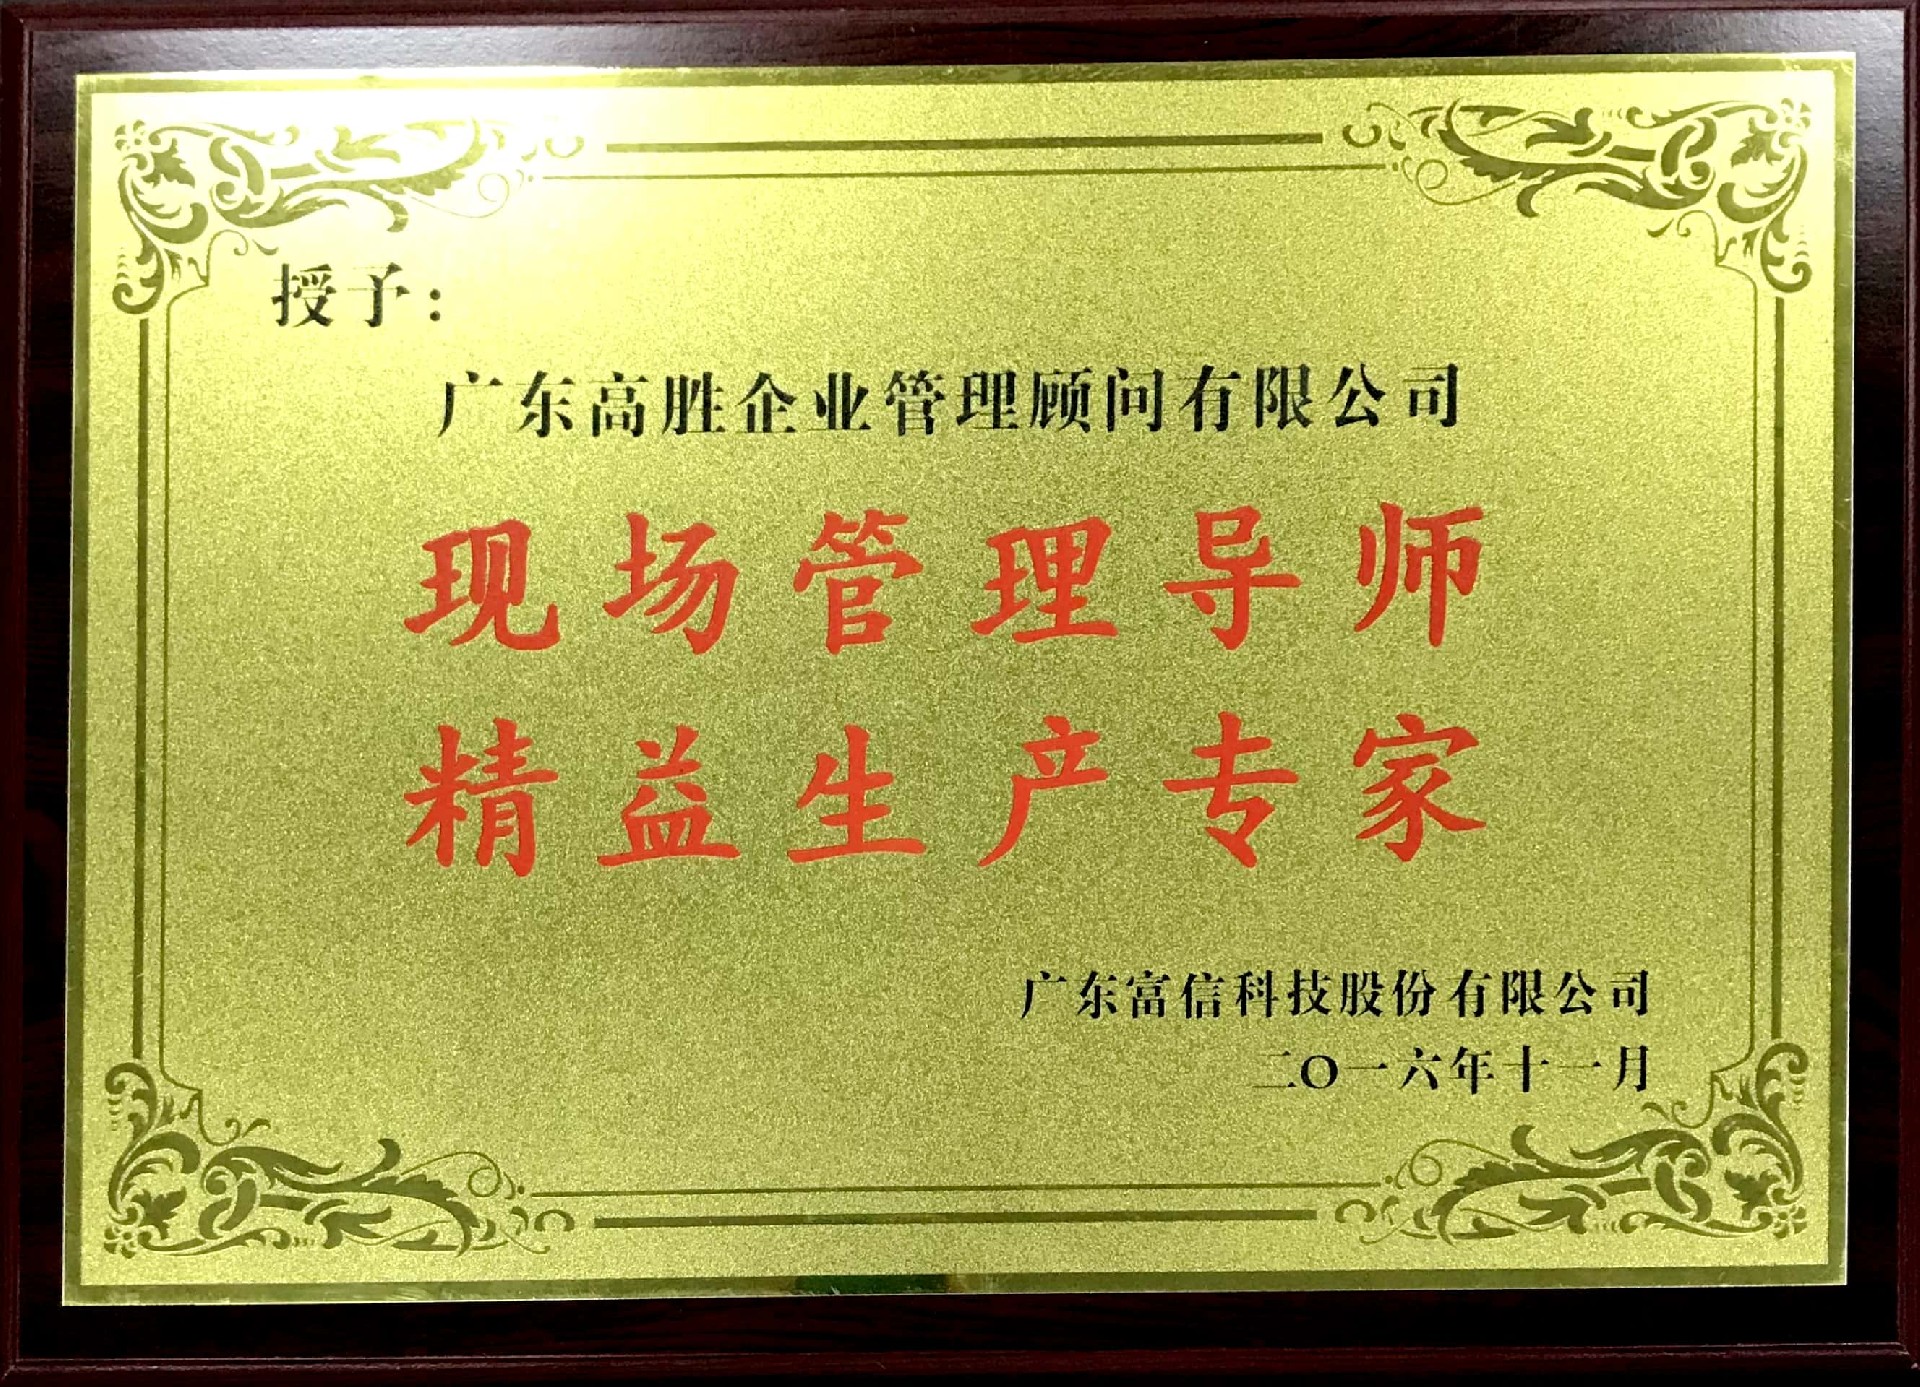 授予：
广东高胜企业管理顾问有限公司
现场管理导师
精益生产专家
广东富信科技股份有限公司
二〇一六年十一月